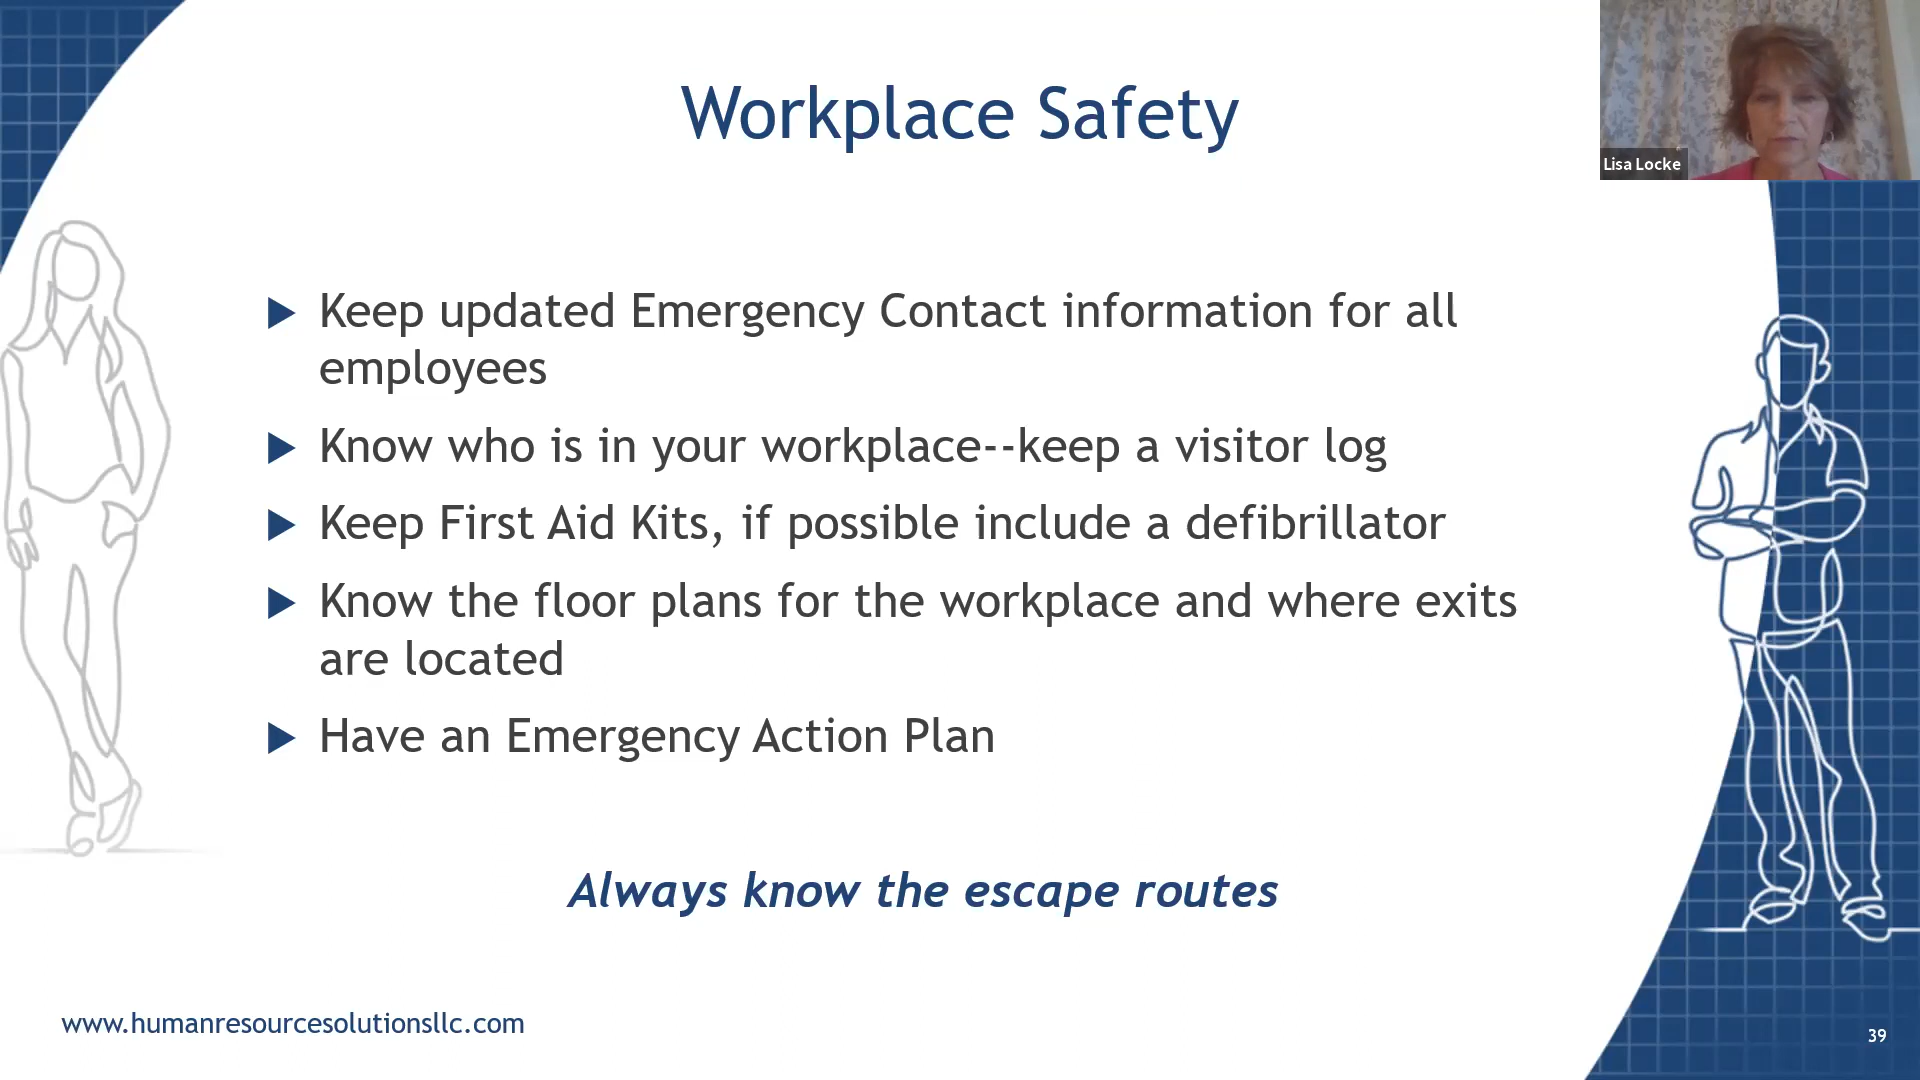 Workplace Safety
Lisa Locke
Keep updated Emergency Contact information for all
employees
Know who is in your workplace--keep a visitor log
Keep First Aid Kits, if possible include a defibrillator
Know the floor plans for the workplace and where exits
are located
Have an Emergency Action Plan
Always know the escape routes
www.humanresourcesolutionsllc.com
39